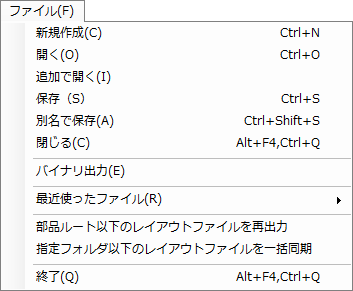 ファイル(F)
新規作成(C) Ctrl+N
開く(O) Ctrl+O
追加で開く(I)
保存（S） Ctrl+S
別名で保存(A) Ctrl+Shift+S
閉じる(C) Alt+F4,Ctrl+Q
バイナリ出力(E)
最近使ったファイル(R)
部品ルート以下のレイアウトファイルを再出力
指定フォルダ以下のレイアウトファイルを一括同期
終了(Q) Alt+F4,Ctrl+Q